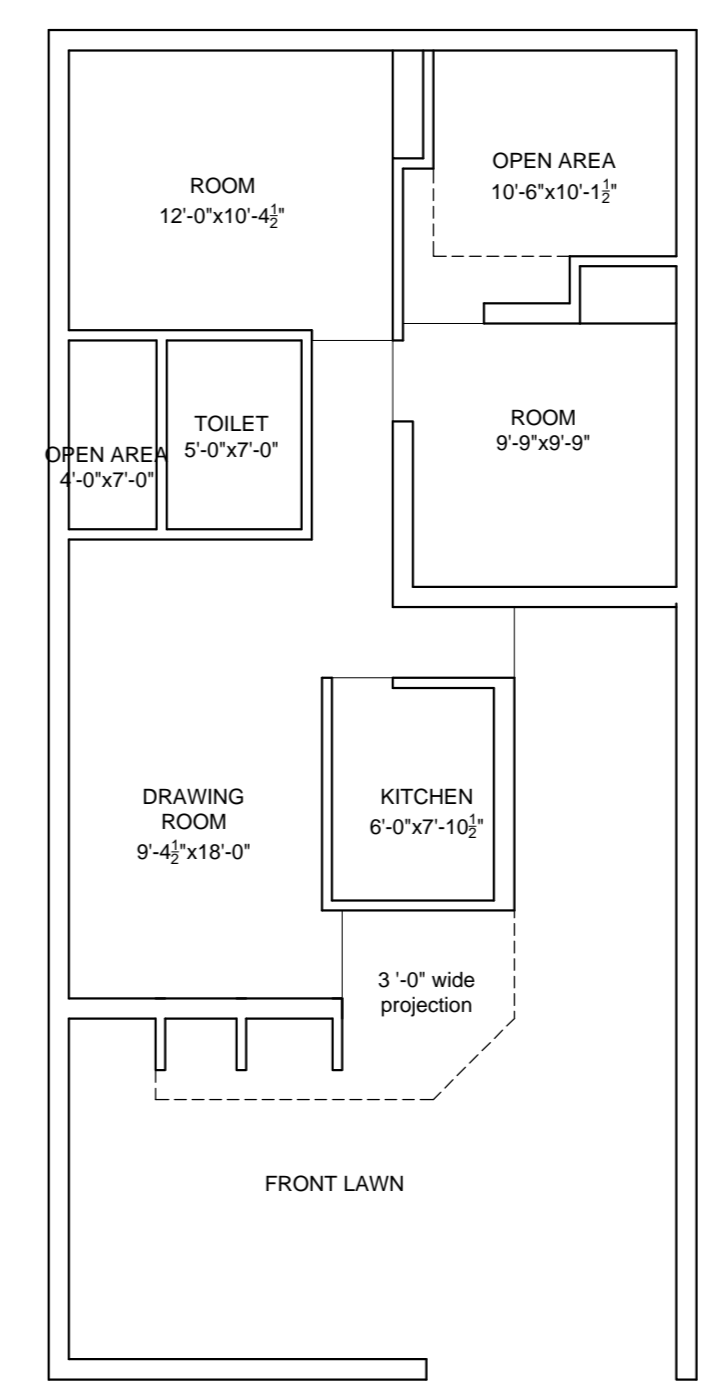 OPEN AREA
10'-6"x10'-1½"
ROOM
12'-0"x10'-4½"
TOILET
5'-0"x7'-0"
OPEN AREA
4'-0"x7'-0"
ROOM
9'-9"x9'-9"
DRAWING
ROOM
9'-4½"x18'-0"
KITCHEN
6'-0"x7'-10½"
3 '-0" wide
projection
FRONT LAWN